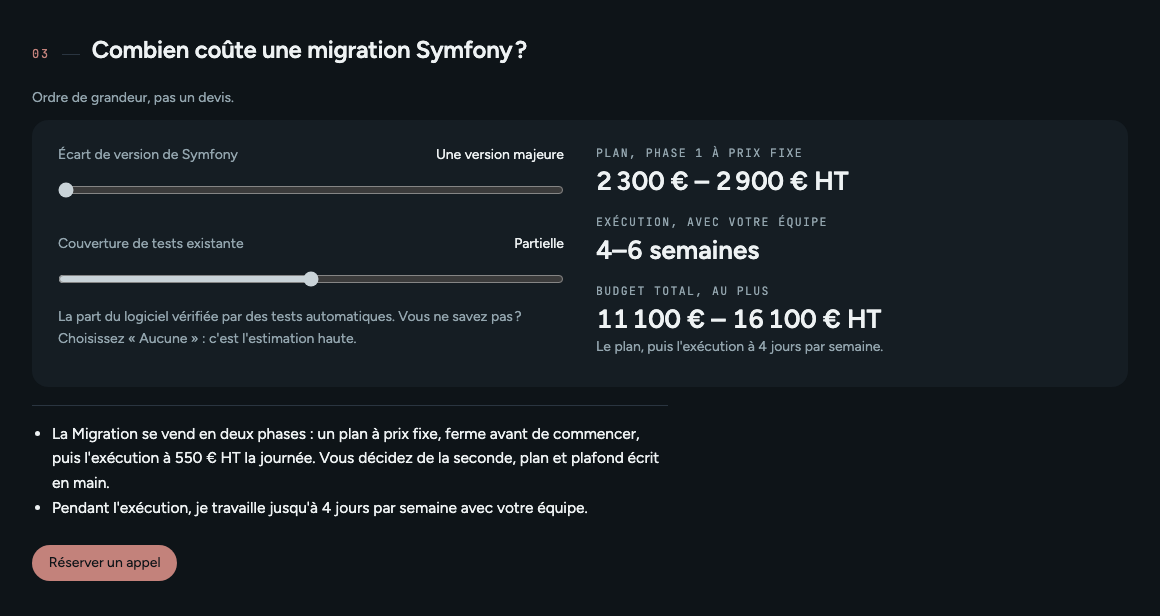 03 — Combien coûte une migration Symfony ?
Ordre de grandeur, pas un devis.
Écart de version de Symfony
Une version majeure
Couverture de tests existante
Partielle
La part du logiciel vérifiée par des tests automatiques. Vous ne savez pas ?
Choisissez « Aucune » : c'est l'estimation haute.
PLAN, PHASE 1 À PRIX FIXE
2 300 € – 2 900 € HT
EXÉCUTION, AVEC VOTRE ÉQUIPE
4–6 semaines
BUDGET TOTAL, AU PLUS
11 100 € – 16 100 € HT
Le plan, puis l'exécution à 4 jours par semaine.
• La Migration se vend en deux phases : un plan à prix fixe, ferme avant de commencer,
puis l'exécution à 550 € HT la journée. Vous décidez de la seconde, plan et plafond écrit
en main.
• Pendant l'exécution, je travaille jusqu'à 4 jours par semaine avec votre équipe.
Réserver un appel